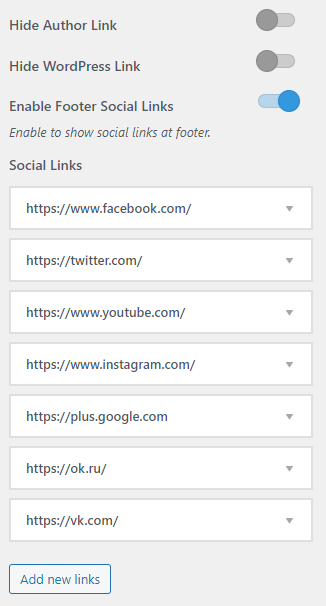 Hide Author Link
Hide WordPress Link
Enable Footer Social Links
Enable to show social links at footer.
Social Links
https://www.facebook.com/
https://twitter.com/
https://www.youtube.com/
https://www.instagram.com/
https://plus.google.com
https://ok.ru/
https://vk.com/
Add new links